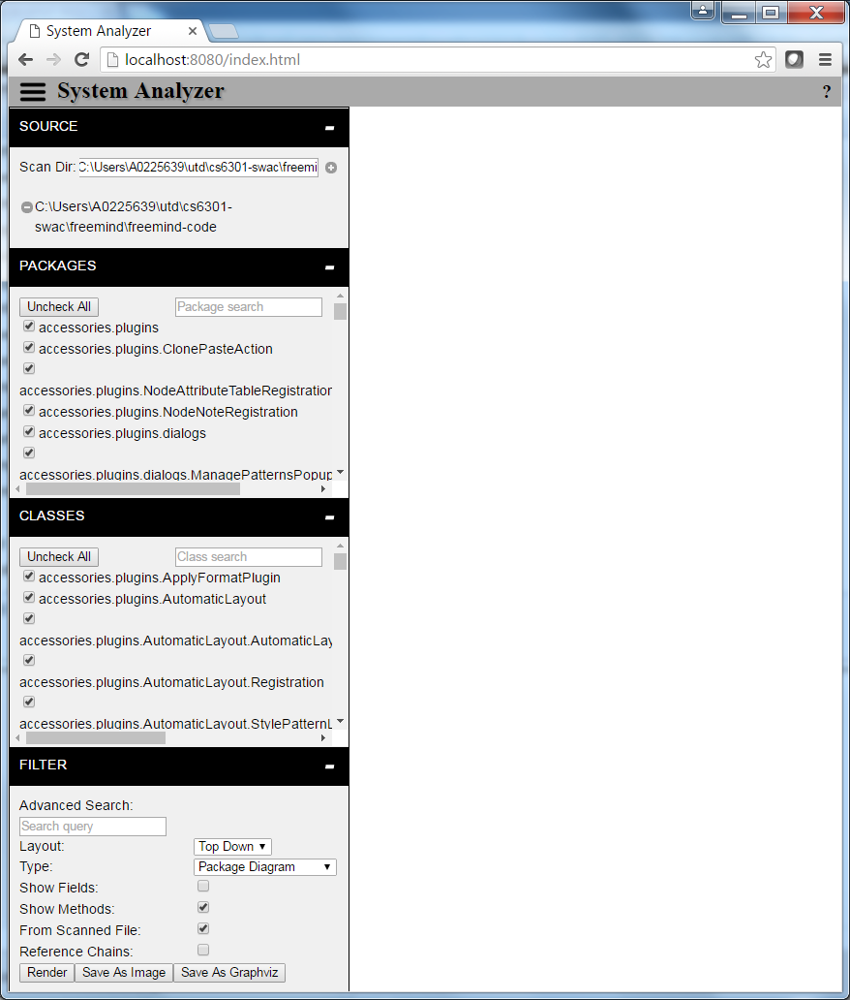 System Analyzer
localhost:8080/index.html
System Analyzer ?
SOURCE
Scan Dir: C:\Users\A0225639\utd\cs6301-swac\freemi
C:\Users\A0225639\utd\cs6301-
swac\freemind\freemind-code
PACKAGES
Uncheck All Package search
accessories.plugins
accessories.plugins.ClonePasteAction
accessories.plugins.NodeAttributeTableRegistration
accessories.plugins.NodeNoteRegistration
accessories.plugins.dialogs
accessories.plugins.dialogs.ManagePatternsPopup
CLASSES
Uncheck All Class search
accessories.plugins.ApplyFormatPlugin
accessories.plugins.AutomaticLayout
accessories.plugins.AutomaticLayout.AutomaticLay
accessories.plugins.AutomaticLayout.Registration
accessories.plugins.AutomaticLayout.StylePatternL
FILTER
Advanced Search:
Search query
Layout: Top Down
Type: Package Diagram
Show Fields:
Show Methods:
From Scanned File:
Reference Chains:
Render Save As Image Save As Graphviz